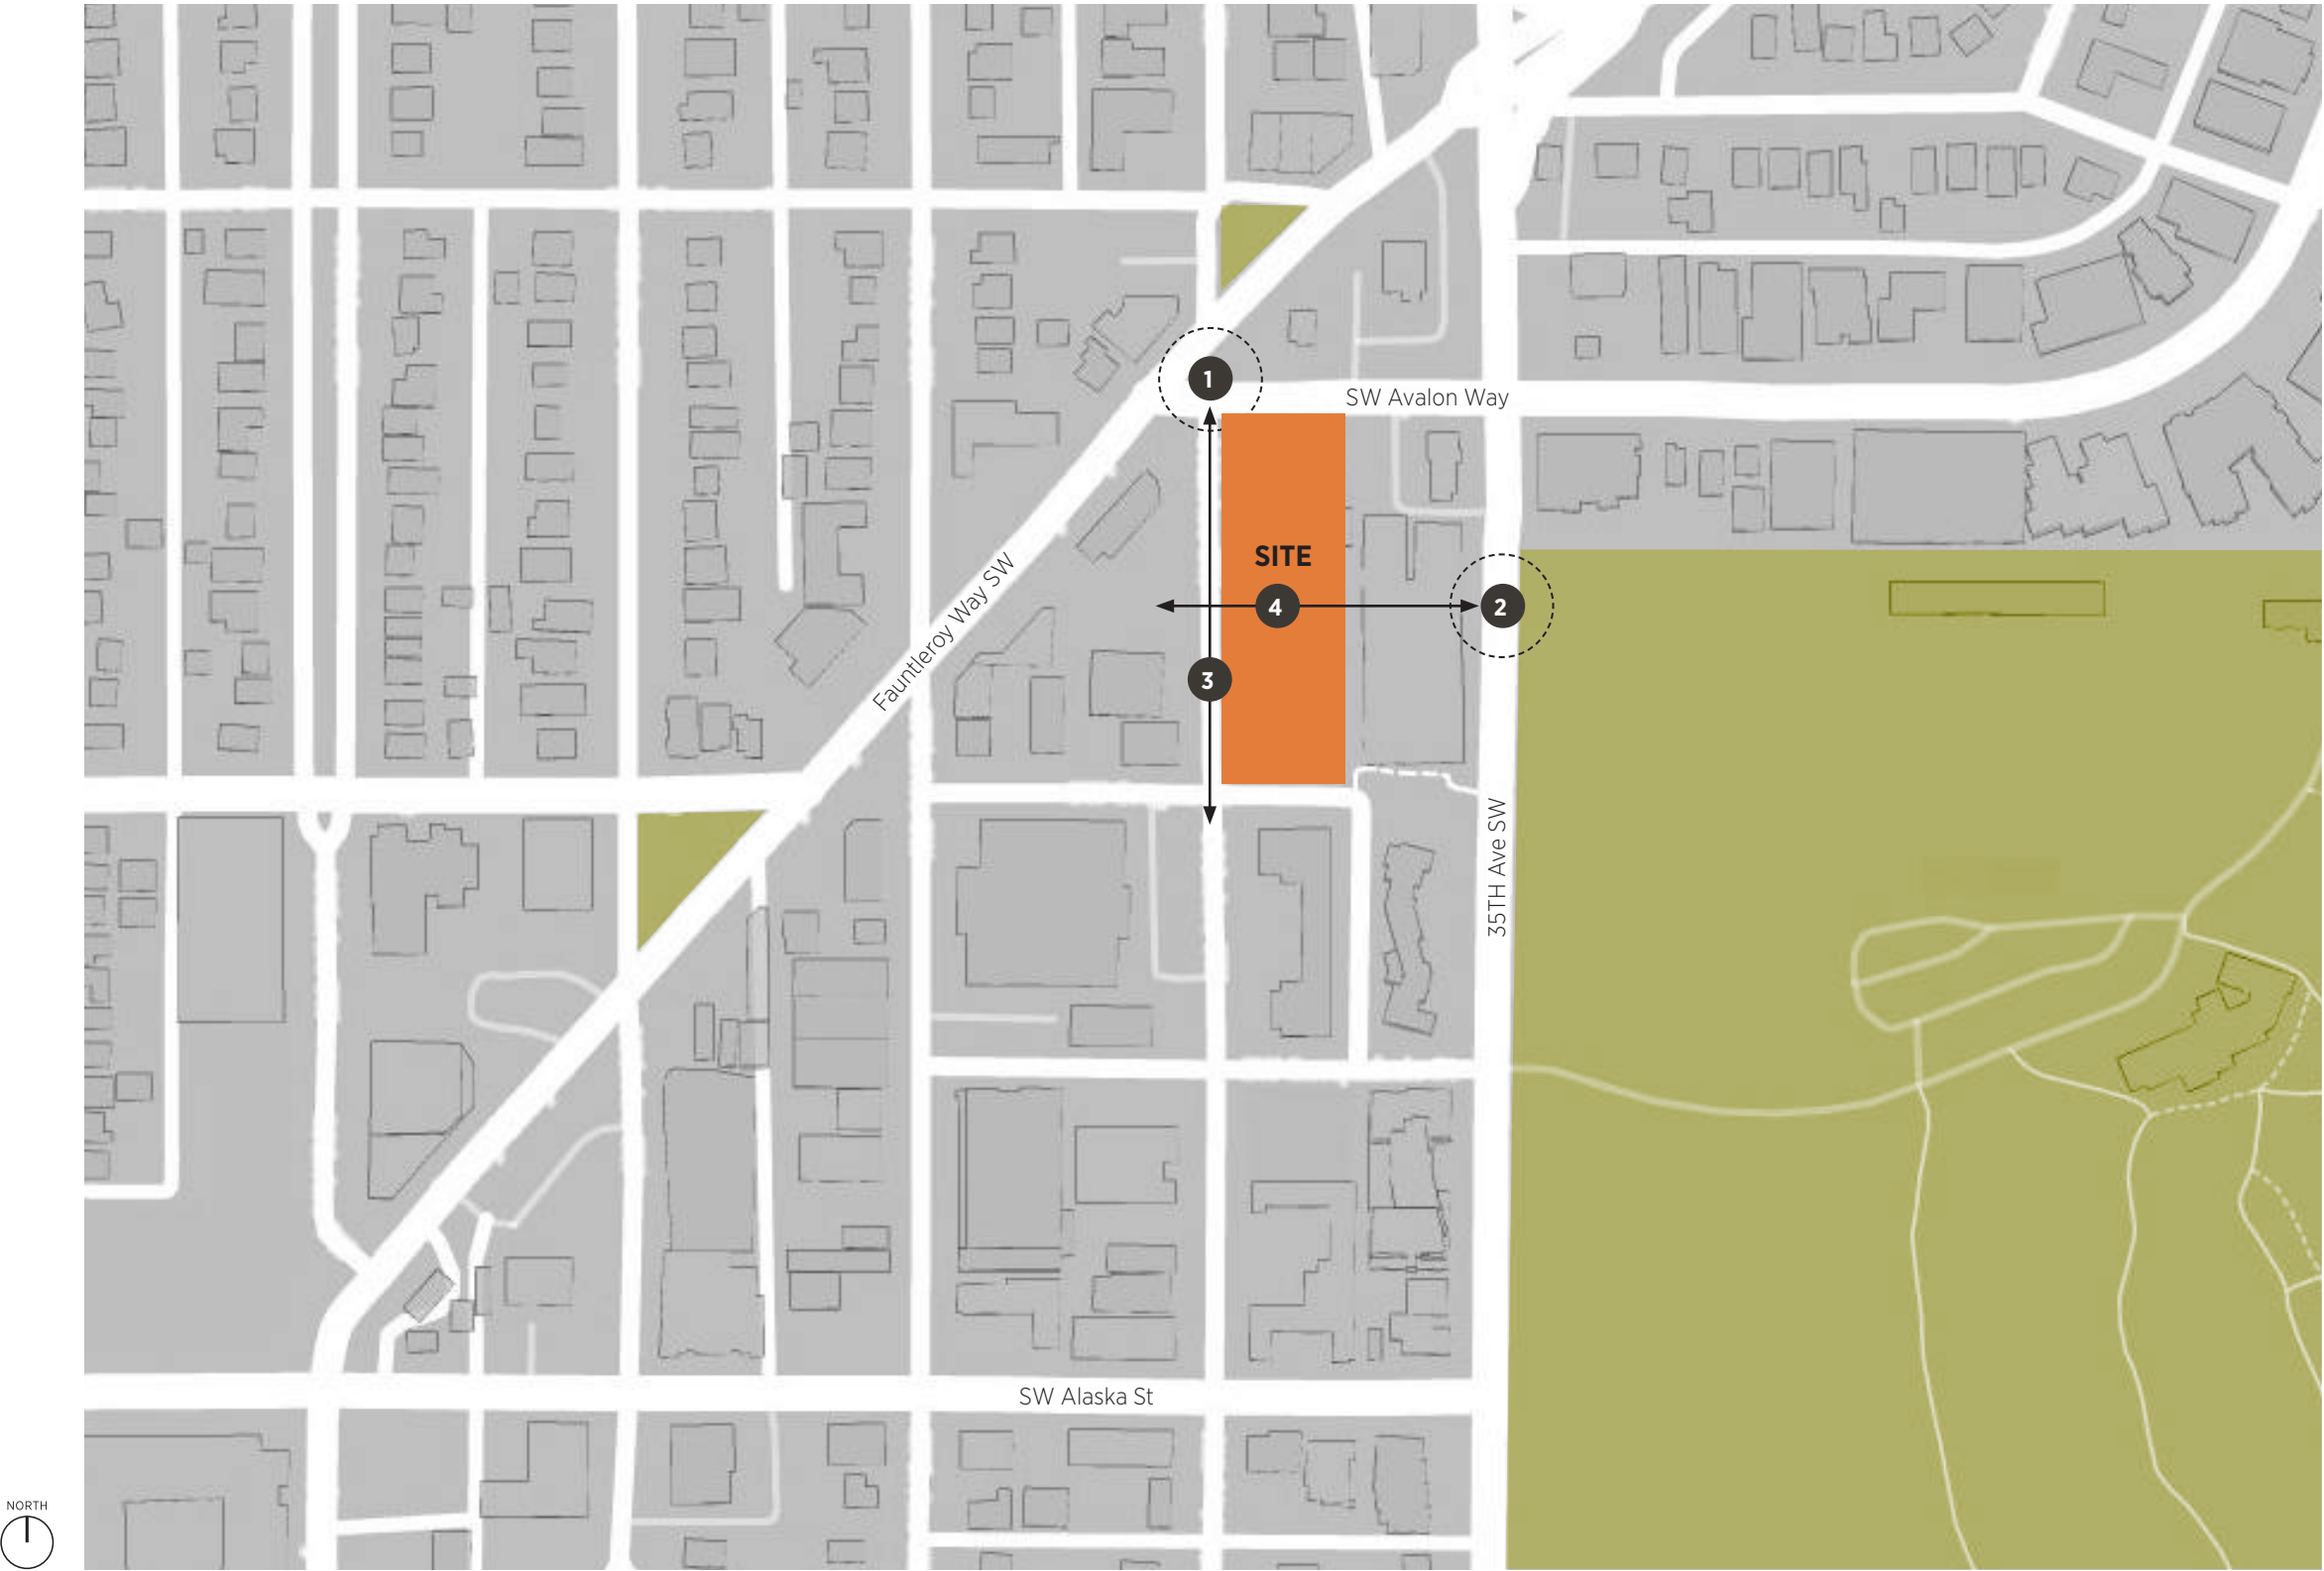 1
SW Avalon Way
SITE
4
2
Fauntleroy Way SW
3
35TH Ave SW
SW Alaska St
NORTH